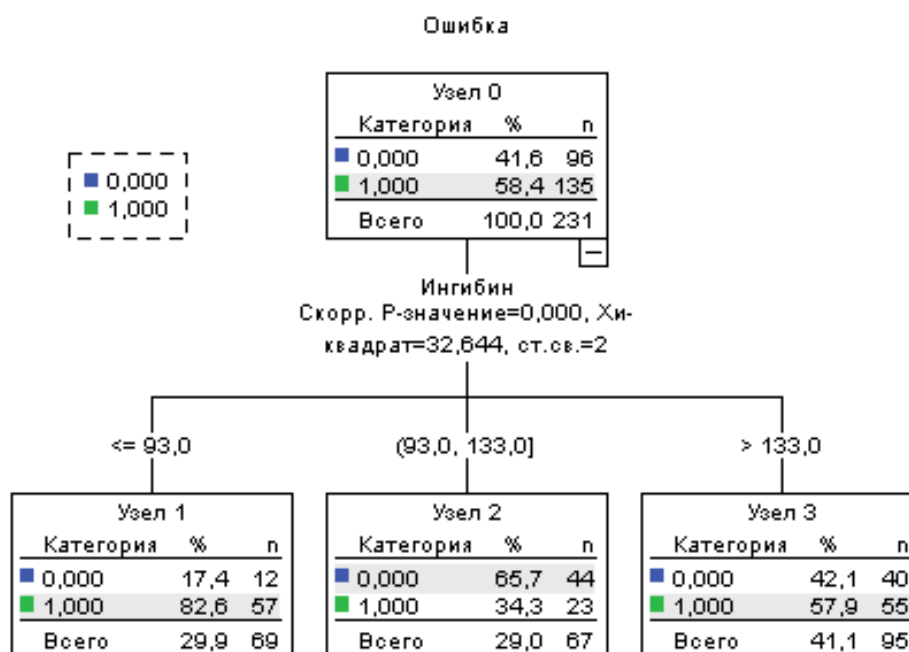 Ошибка
Узел 0
Категория % n
0,000 41,6 96
1,000 58,4 135
Всего 100,0 231
0,000
1,000
Ингибин
Скорр. P-значение=0,000, Хи-
квадрат=32,644, ст.св.=2
<= 93,0
(93,0, 133,0]
> 133,0
Узел 1
Категория % n
0,000 17,4 12
1,000 82,6 57
Всего 29,9 69
Узел 2
Категория % n
0,000 65,7 44
1,000 34,3 23
Всего 29,0 67
Узел 3
Категория % n
0,000 42,1 40
1,000 57,9 55
Всего 41,1 95